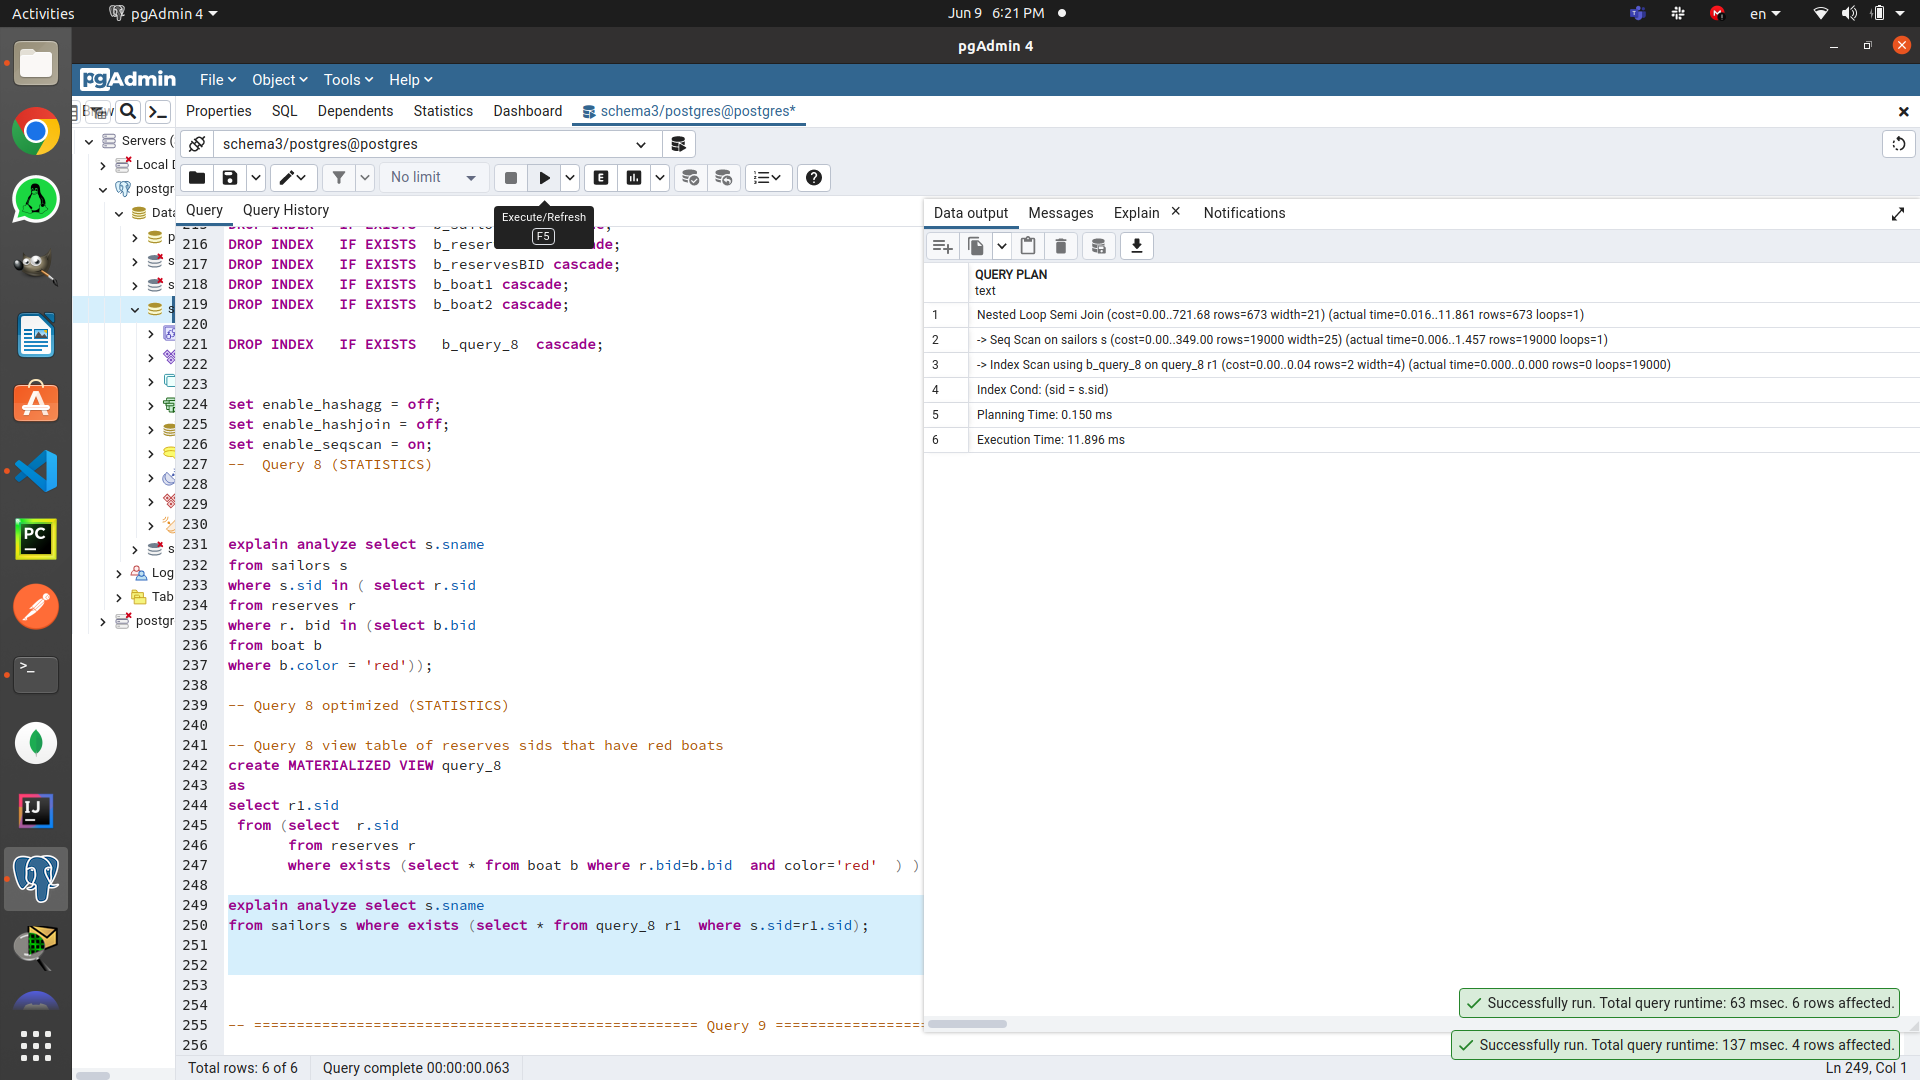 Activities
pgAdmin 4
Jun 9 6:21 PM
en
pgAdmin 4
pgAdmin
File
Object
Tools
Help
Properties
SQL
Dependents
Statistics
Dashboard
schema3/postgres@postgres*
Servers (
Local D
postgr
Data
p
s
s
s
s
Log
Tab
postgr
schema3/postgres@postgres
No limit
E
Query
Query History
Execute/Refresh
F5
216 DROP INDEX IF EXISTS b_reser de;
217 DROP INDEX IF EXISTS b_reservesBID cascade;
218 DROP INDEX IF EXISTS b_boat1 cascade;
219 DROP INDEX IF EXISTS b_boat2 cascade;
220
221 DROP INDEX IF EXISTS b_query_8 cascade;
222
223
224 set enable_hashagg = off;
225 set enable_hashjoin = off;
226 set enable_seqscan = on;
227 -- Query 8 (STATISTICS)
228
229
230
231 explain analyze select s.sname
232 from sailors s
233 where s.sid in ( select r.sid
234 from reserves r
235 where r. bid in (select b.bid
236 from boat b
237 where b.color = 'red'));
238
239 -- Query 8 optimized (STATISTICS)
240
241 -- Query 8 view table of reserves sids that have red boats
242 create MATERIALIZED VIEW query_8
243 as
244 select r1.sid
245 from (select r.sid
246 from reserves r
247 where exists (select * from boat b where r.bid=b.bid and color='red' ) )
248
249 explain analyze select s.sname
250 from sailors s where exists (select * from query_8 r1 where s.sid=r1.sid);
251
252
253
254
255 -- ==================================================== Query 9 ==================
256
Data output
Messages
Explain
Notifications
QUERY PLAN
text
1 Nested Loop Semi Join (cost=0.00..721.68 rows=673 width=21) (actual time=0.016..11.861 rows=673 loops=1)
2 -> Seq Scan on sailors s (cost=0.00..349.00 rows=19000 width=25) (actual time=0.006..1.457 rows=19000 loops=1)
3 -> Index Scan using b_query_8 on query_8 r1 (cost=0.00..0.04 rows=2 width=4) (actual time=0.000..0.000 rows=0 loops=19000)
4 Index Cond: (sid = s.sid)
5 Planning Time: 0.150 ms
6 Execution Time: 11.896 ms
Successfully run. Total query runtime: 63 msec. 6 rows affected.
Successfully run. Total query runtime: 137 msec. 4 rows affected.
Total rows: 6 of 6
Query complete 00:00:00.063
Ln 249, Col 1
PC
IJ